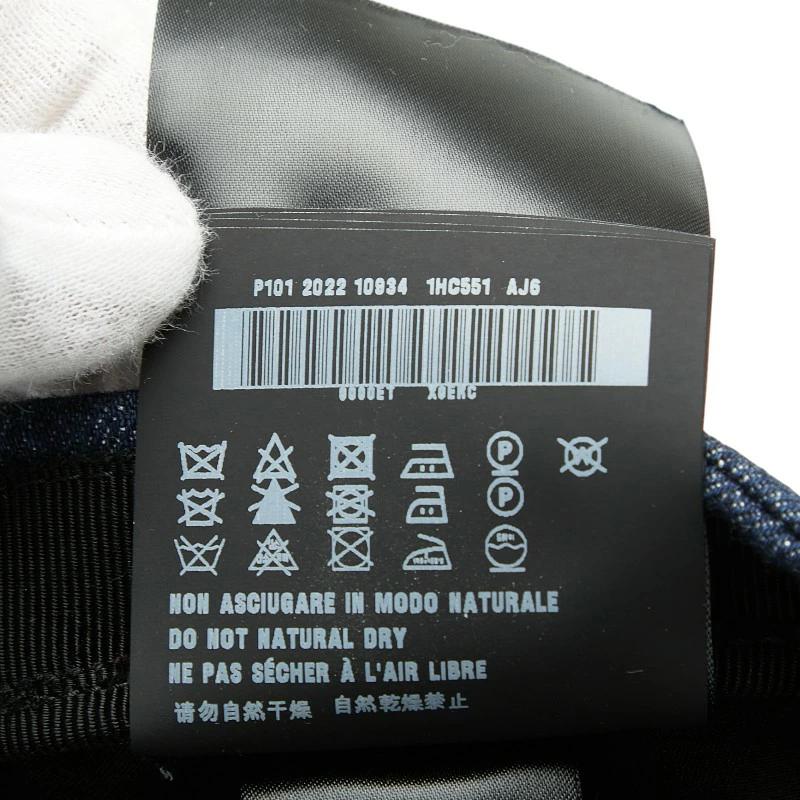 P101 2022 10934 1HC551 AJ6
NON ASCIUGARE IN MODO NATURALE
DO NOT NATURAL DRY
NE PAS SÉCHER À L'AIR LIBRE
请勿自然干燥 自然乾燥禁止